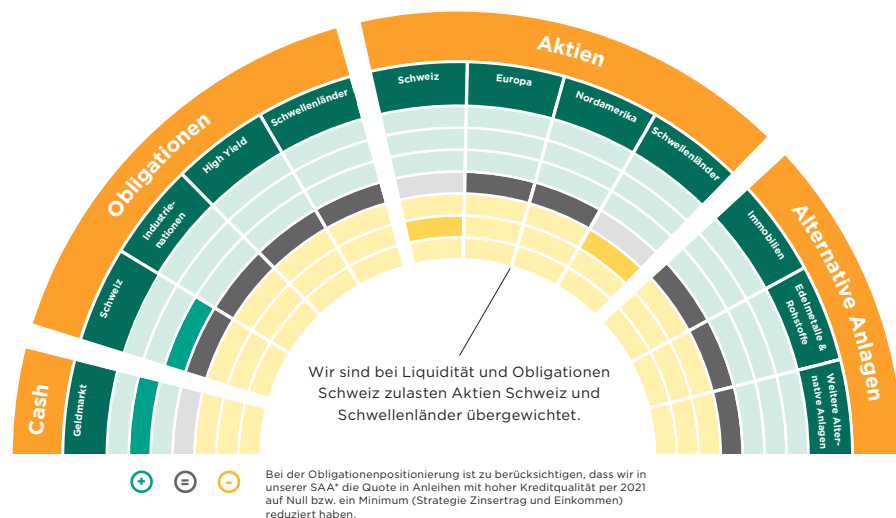 Cash
Obligationen
Aktien
Alternative Anlagen
Geldmarkt
Schweiz
Industrie-
nationen
High Yield
Schwellenländer
Schweiz
Europa
Nordamerika
Schwellenländer
Immobilien
Edelmetalle &
Rohstoffe
Weitere Alter-
native Anlagen
Wir sind bei Liquidität und Obligationen
Schweiz zulasten Aktien Schweiz und
Schwellenländer übergewichtet.
+ = -
Bei der Obligationenpositionierung ist zu berücksichtigen, dass wir in
unserer SAA* die Quote in Anleihen mit hoher Kreditqualität per 2021
auf Null bzw. ein Minimum (Strategie Zinsertrag und Einkommen)
reduziert haben.